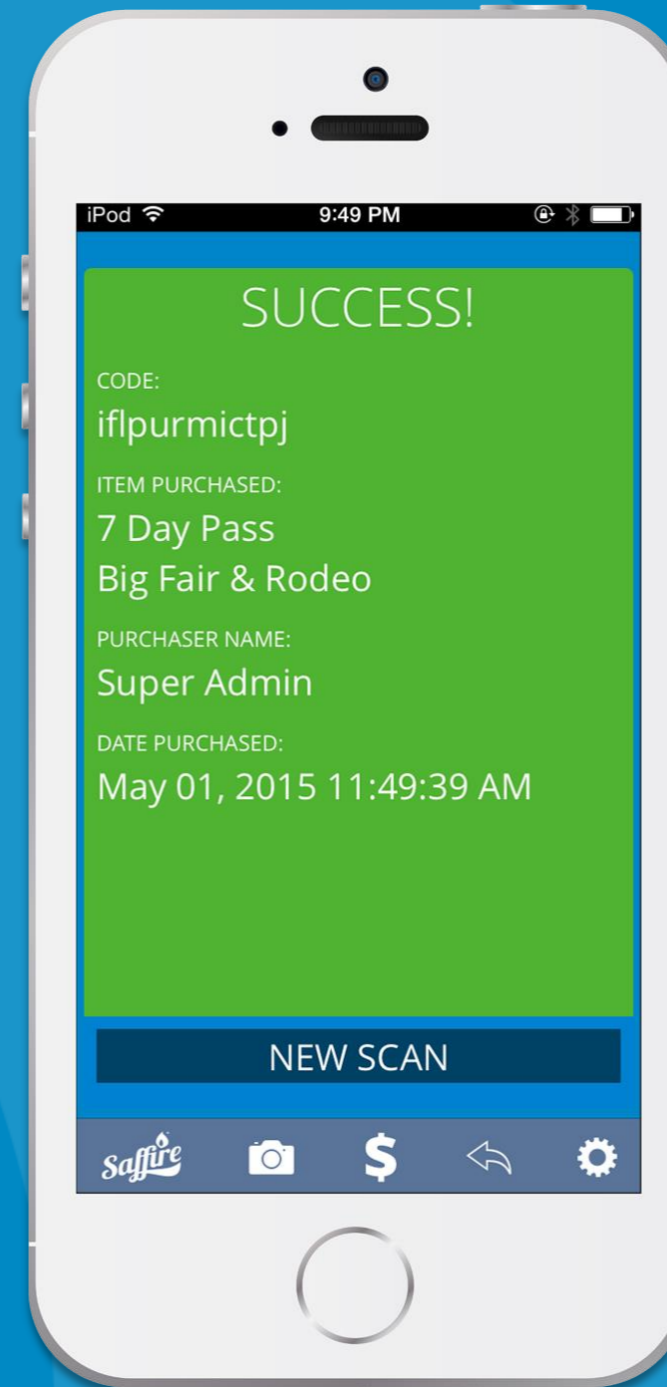 iPod 9:49 PM
SUCCESS!
CODE:
iflpurmictpj
ITEM PURCHASED:
7 Day Pass
Big Fair & Rodeo
PURCHASER NAME:
Super Admin
DATE PURCHASED:
May 01, 2015 11:49:39 AM
NEW SCAN
Saffire $